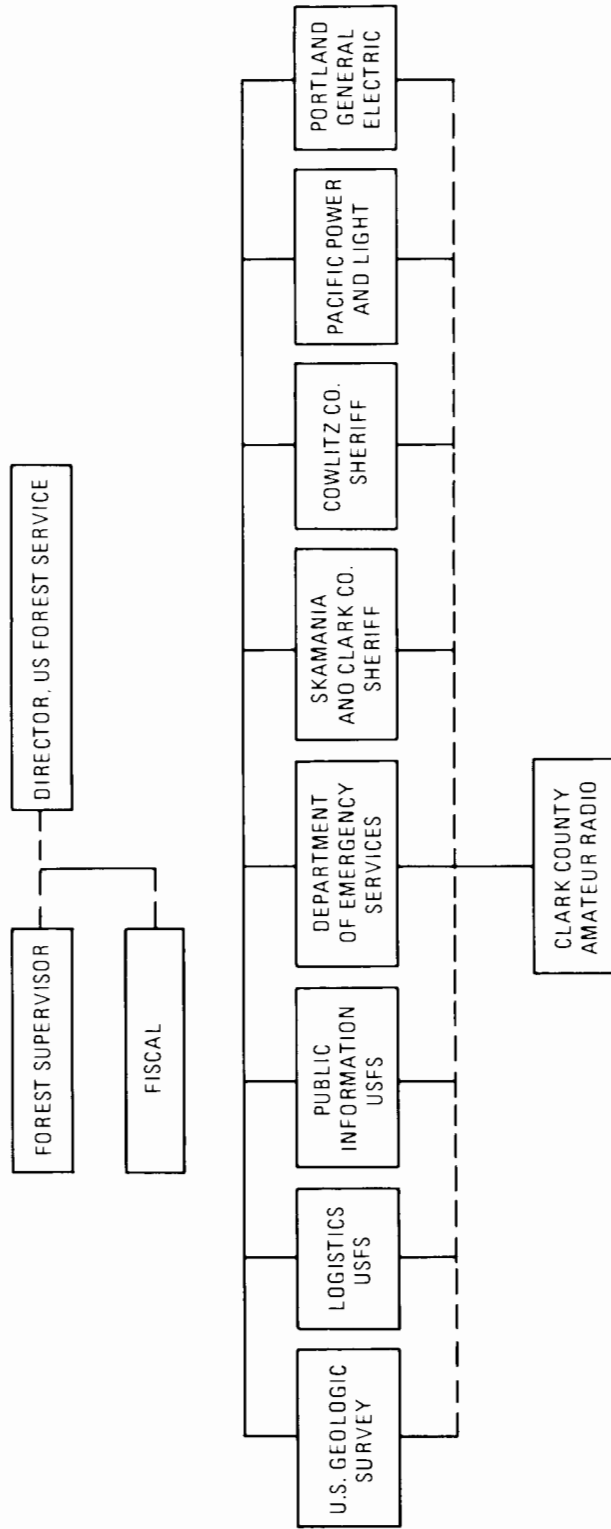 DIRECTOR, US FOREST SERVICE
FOREST SUPERVISOR
FISCAL
U.S. GEOLOGIC
SURVEY
LOGISTICS
USFS
PUBLIC
INFORMATION
USFS
DEPARTMENT
OF EMERGENCY
SERVICES
SKAMANIA
ANO CLARK CO.
SHERIFF
COWLITZ CO.
SHERIFF
PACIFIC POWER
AND LIGHT
PORTLAND
GENERAL
ELECTRIC
CLARK COUNTY
AMATEUR RADIO